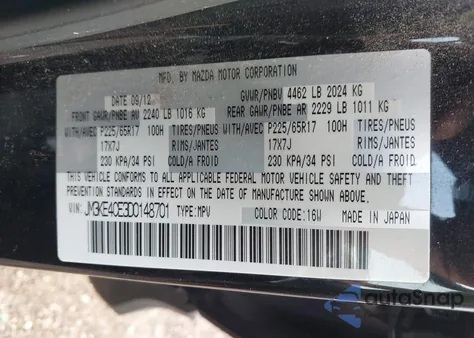 MFD. BY MAZDA MOTOR CORPORATION
DATE 09/12 GVWR/PNBV 4462 LB 2024 KG
FRONT GAWR/PNBE AV 2240 LB 1016 KG REAR GAWR/PNBE AR 2229 LB 1011 KG
WITH/AVEC P225/65R17 100H TIRES/PNEUS WITH/AVEC P225/65R17 100H TIRES/PNEUS
17X7J RIMS/JANTES 17X7J RIMS/JANTES
230 KPA/34 PSI COLD/A FROID 230 KPA/34 PSI COLD/A FROID
THIS VEHICLE CONFORMS TO ALL APPLICABLE FEDERAL MOTOR VEHICLE SAFETY AND THEFT
PREVENTION STANDARDS IN EFFECT ON THE DATE OF MANUFACTURE SHOWN ABOVE.
VIN: JM3KE4CE3D0148701 TYPE:MPV COLOR CODE:16W MADE IN JAPAN
autoSnap